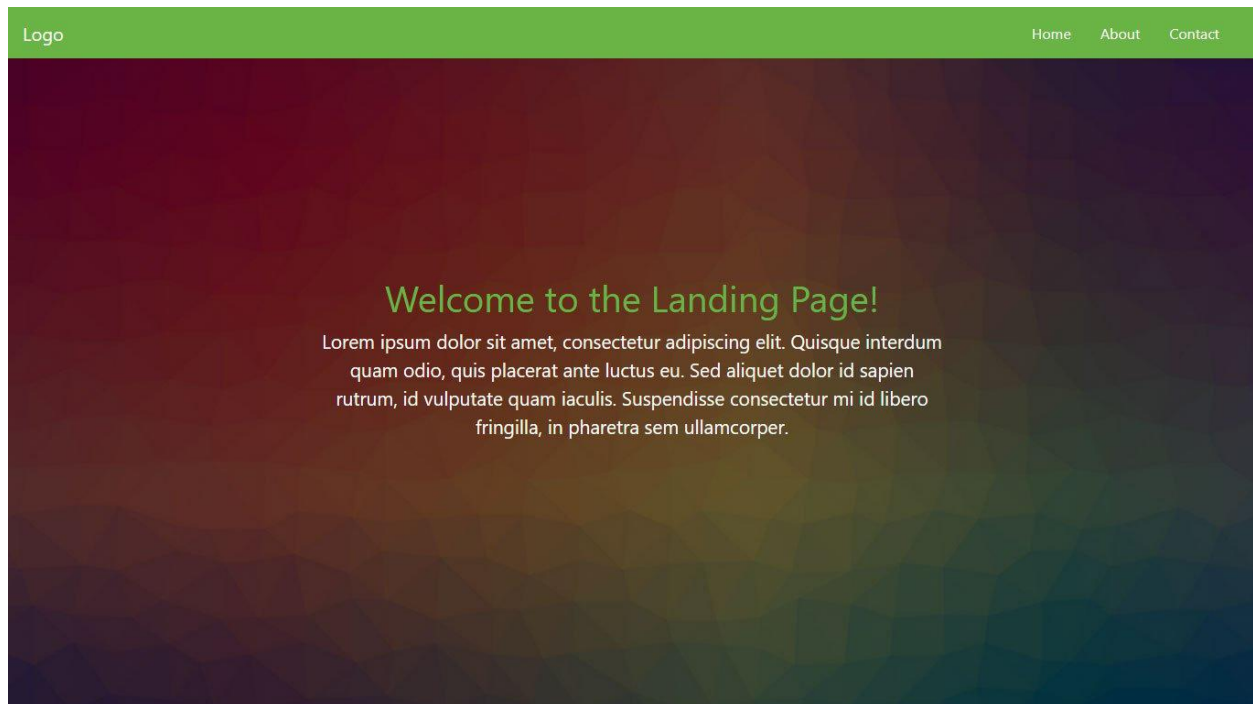 Logo
Home About Contact
Welcome to the Landing Page!
Lorem ipsum dolor sit amet, consectetur adipiscing elit. Quisque interdum
quam odio, quis placerat ante luctus eu. Sed aliquet dolor id sapien
rutrum, id vulputate quam iaculis. Suspendisse consectetur mi id libero
fringilla, in pharetra sem ullamcorper.